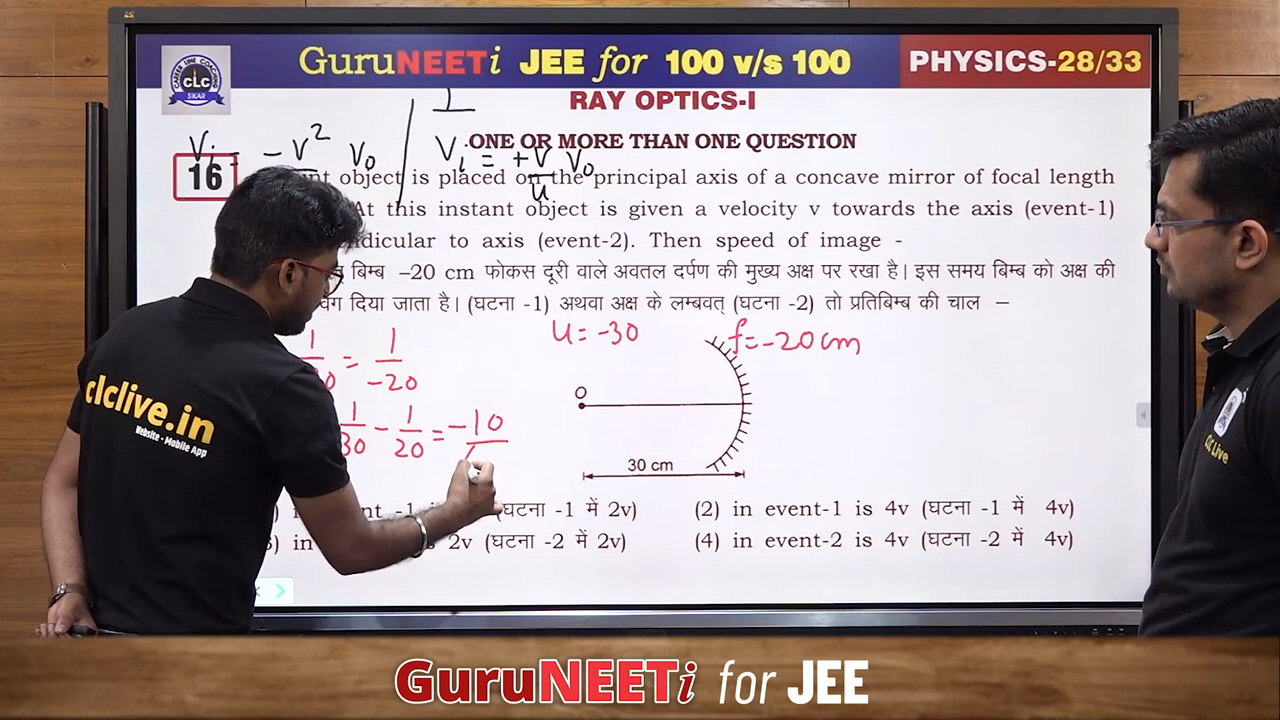 CAREER LINE COACHING
CLC
SIKAR
GuruNEETi JEE for 100 v/s 100
PHYSICS-28/33
RAY OPTICS-I
ONE OR MORE THAN ONE QUESTION
Vi = -v² V₀
Vi = +v/u V₀
16
object is placed on the principal axis of a concave mirror of focal length
At this instant object is given a velocity v towards the axis (event-1)
to axis (event-2). Then speed of image -
बिम्ब –20 cm फोकस दूरी वाले अवतल दर्पण की मुख्य अक्ष पर रखा है। इस समय बिम्ब को अक्ष की
दिया जाता है। (घटना -1) अथवा अक्ष के लम्बवत् (घटना -2) तो प्रतिबिम्ब की चाल –
u = -30
f = -20 cm
1 = 1/-20
1/30 - 1/20 = -10
O
30 cm
-1 (घटना -1 में 2v)
(2) in event-1 is 4v (घटना -1 में 4v)
in 2v (घटना -2 में 2v)
(4) in event-2 is 4v (घटना -2 में 4v)
clclive.in
Website - Mobile App
CLC Live
GuruNEETi for JEE